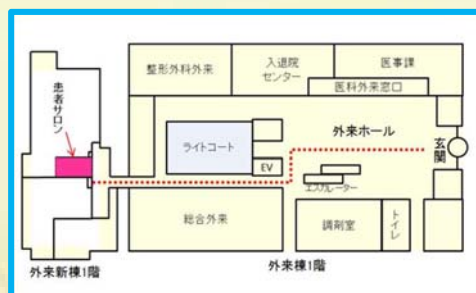 整形外科外来
入退院
センター
医事課
医科外来窓口
患者サロン
ライトコート
外来ホール
玄関
EV
エスカレーター
総合外来
調剤室
トイレ
外来新棟1階
外来棟1階